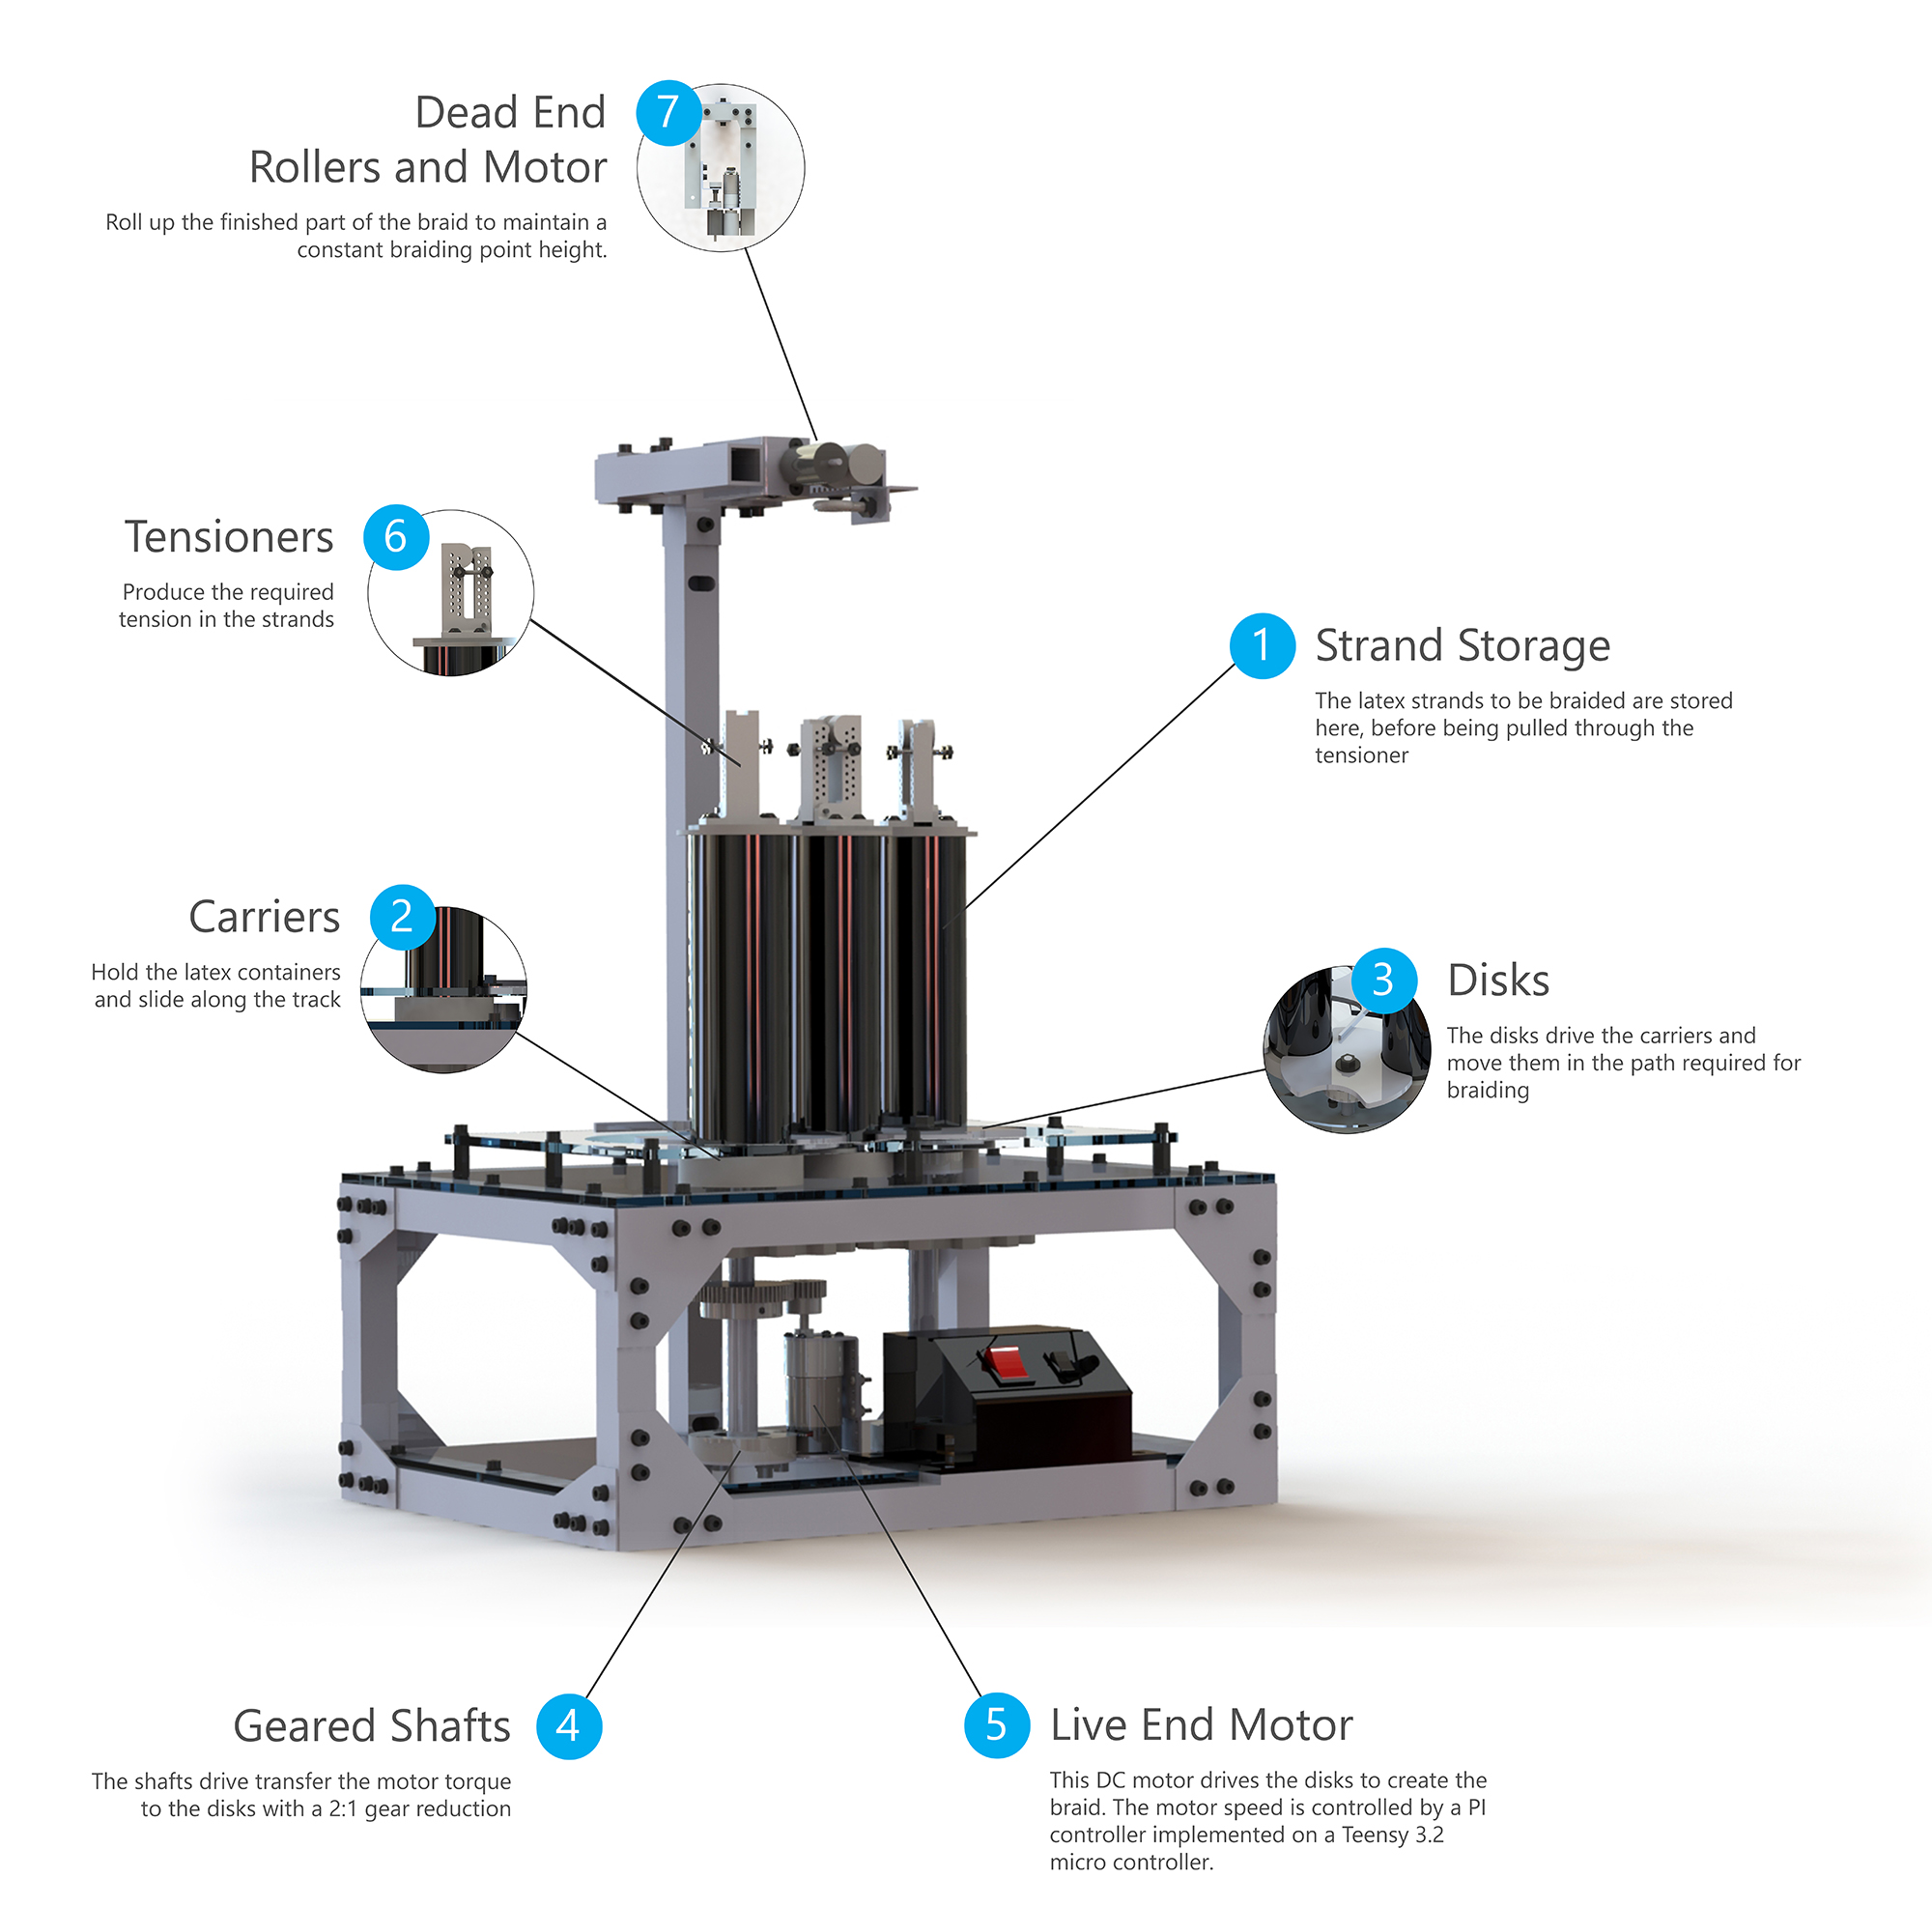 7
Dead End
Rollers and Motor
Roll up the finished part of the braid to maintain a
constant braiding point height.
6
Tensioners
Produce the required
tension in the strands
1
Strand Storage
The latex strands to be braided are stored
here, before being pulled through the
tensioner
2
Carriers
Hold the latex containers
and slide along the track
3
Disks
The disks drive the carriers and
move them in the path required for
braiding
4
Geared Shafts
The shafts drive transfer the motor torque
to the disks with a 2:1 gear reduction
5
Live End Motor
This DC motor drives the disks to create the
braid. The motor speed is controlled by a PI
controller implemented on a Teensy 3.2
micro controller.